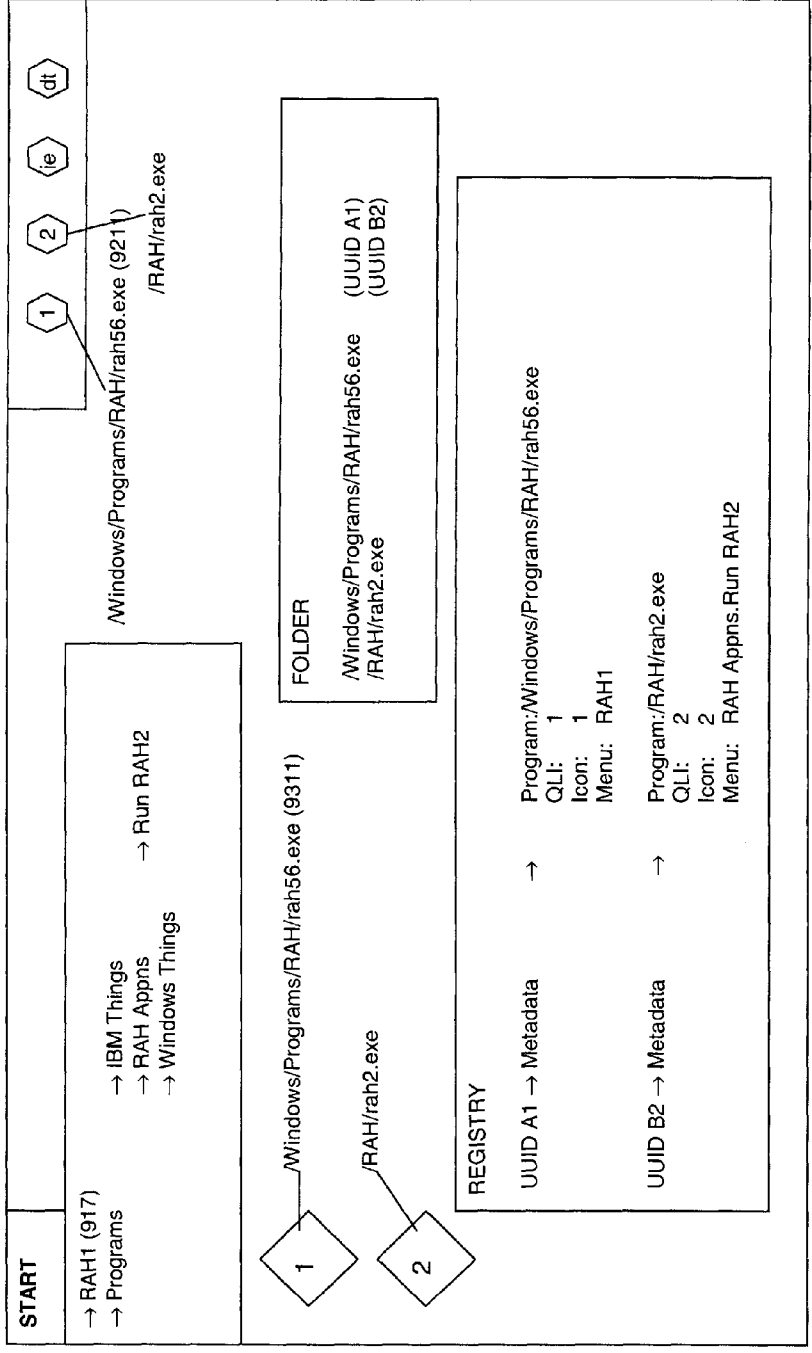 START
1
2
ie
dt
→ RAH1 (917)
→ Programs
→ IBM Things
→ RAH Appns
→ Windows Things
→ Run RAH2
/Windows/Programs/RAH/rah56.exe (9211)
/RAH/rah2.exe
1
/Windows/Programs/RAH/rah56.exe (9311)
2
/RAH/rah2.exe
FOLDER
/Windows/Programs/RAH/rah56.exe (UUID A1)
/RAH/rah2.exe (UUID B2)
REGISTRY
UUID A1 → Metadata → Program:/Windows/Programs/RAH/rah56.exe
QLI: 1
Icon: 1
Menu: RAH1
UUID B2 → Metadata → Program:/RAH/rah2.exe
QLI: 2
Icon: 2
Menu: RAH Appns.Run RAH2